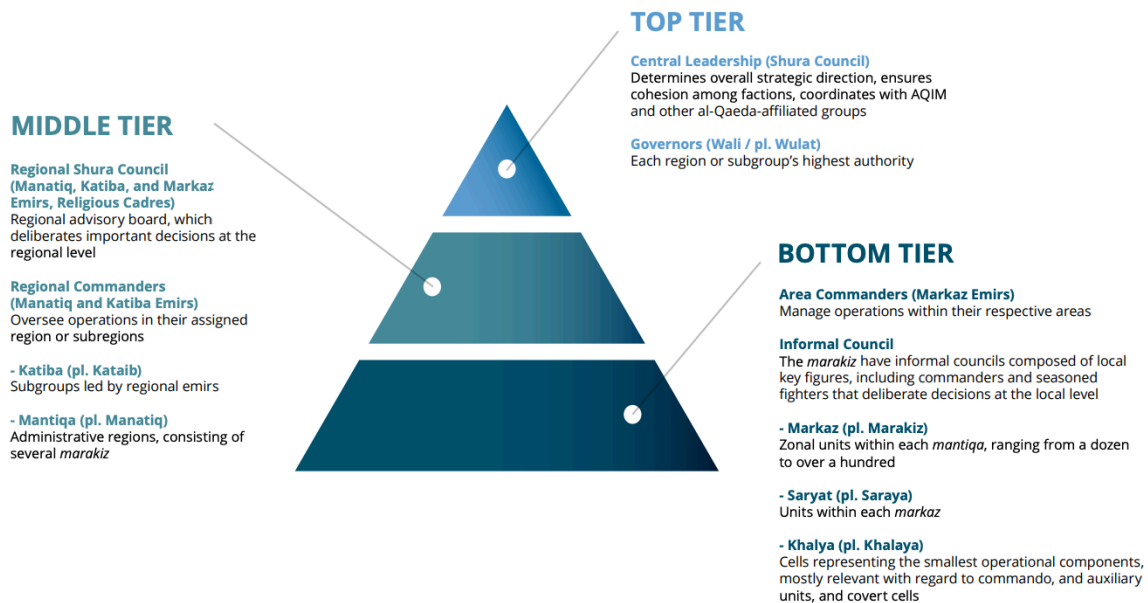 TOP TIER
Central Leadership (Shura Council)
Determines overall strategic direction, ensures
cohesion among factions, coordinates with AQIM
and other al-Qaeda-affiliated groups
Governors (Wali / pl. Wulat)
Each region or subgroup's highest authority
MIDDLE TIER
Regional Shura Council
(Manatiq, Katiba, and Markaz
Emirs, Religious Cadres)
Regional advisory board, which
deliberates important decisions at the
regional level
Regional Commanders
(Manatiq and Katiba Emirs)
Oversee operations in their assigned
region or subregions
- Katiba (pl. Kataib)
Subgroups led by regional emirs
- Mantiqa (pl. Manatiq)
Administrative regions, consisting of
several marakiz
BOTTOM TIER
Area Commanders (Markaz Emirs)
Manage operations within their respective areas
Informal Council
The marakiz have informal councils composed of local
key figures, including commanders and seasoned
fighters that deliberate decisions at the local level
- Markaz (pl. Marakiz)
Zonal units within each mantiqa, ranging from a dozen
to over a hundred
- Saryat (pl. Saraya)
Units within each markaz
- Khalya (pl. Khalaya)
Cells representing the smallest operational components,
mostly relevant with regard to commando, and auxiliary
units, and covert cells